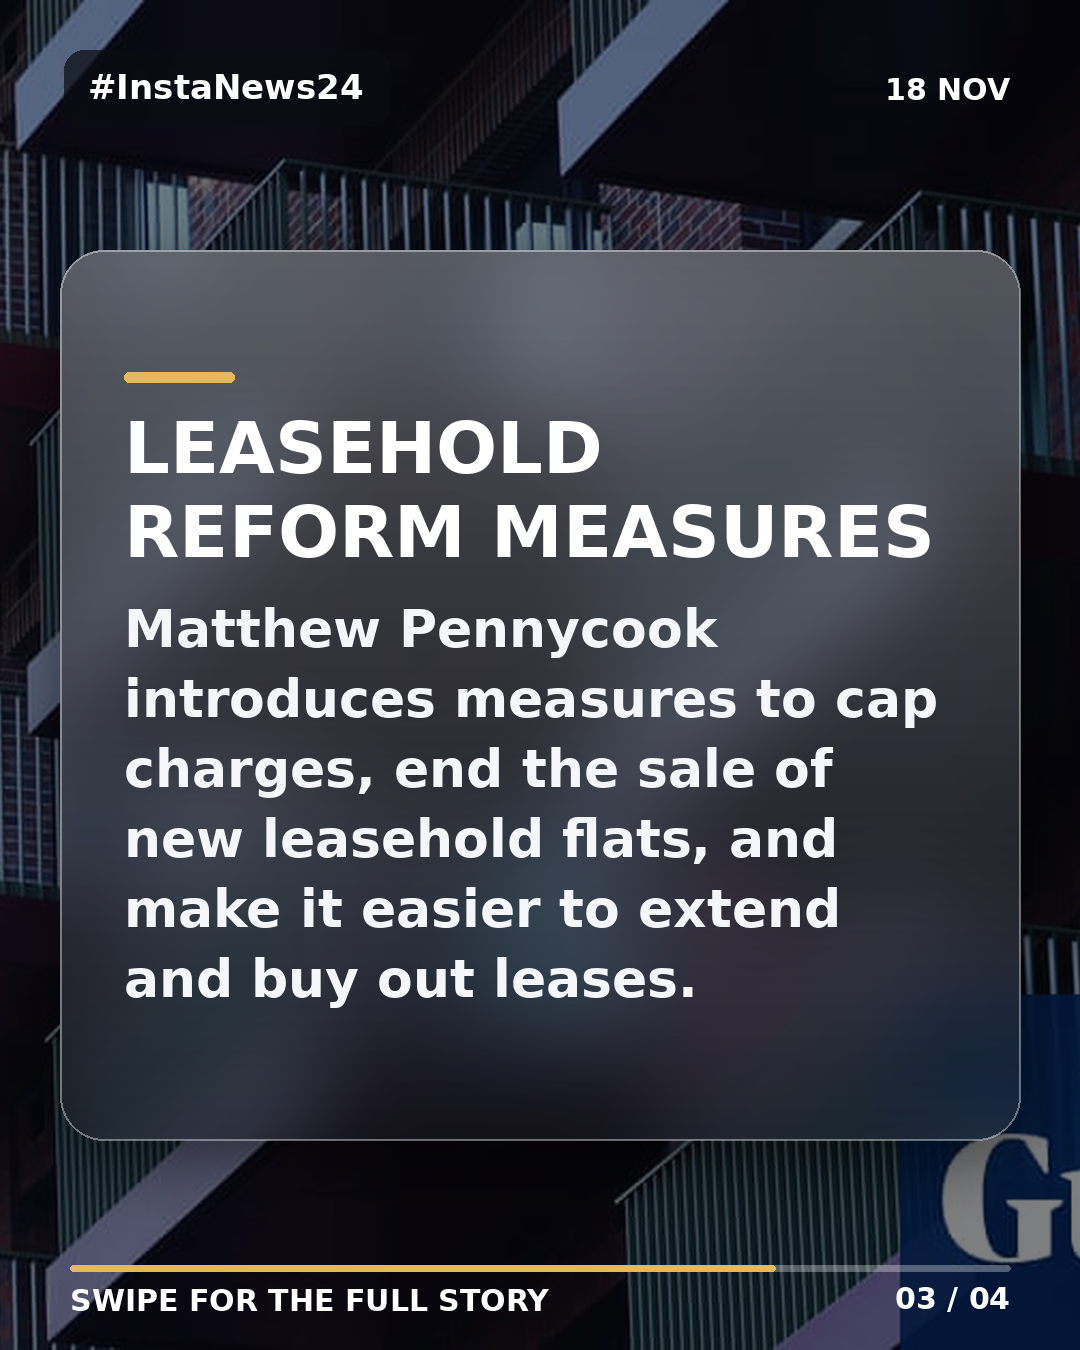 #InstaNews24
18 NOV
LEASEHOLD
REFORM MEASURES
Matthew Pennycook
introduces measures to cap
charges, end the sale of
new leasehold flats, and
make it easier to extend
and buy out leases.
SWIPE FOR THE FULL STORY
03 / 04